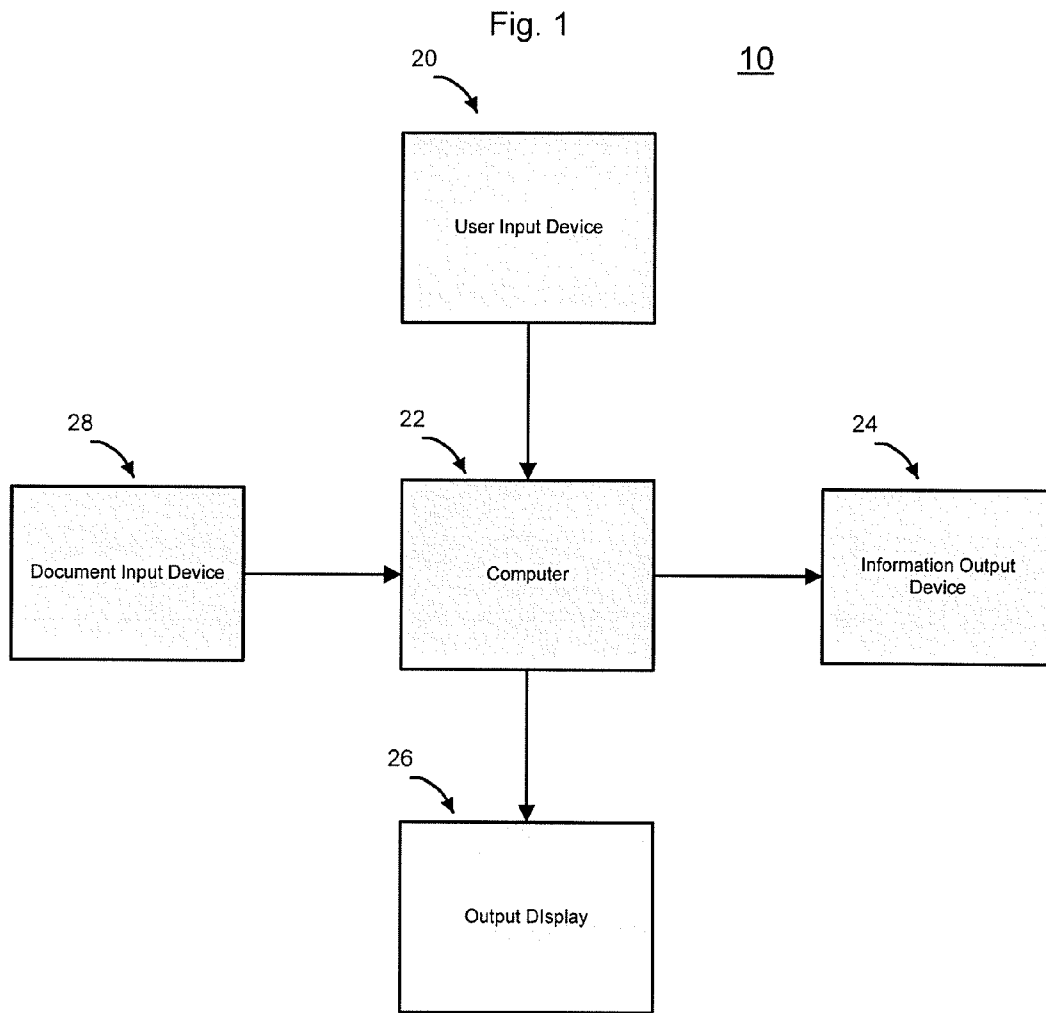 Fig. 1
20
10
User Input Device
28
22
24
Document Input Device
Computer
Information Output
Device
26
Output DIsplay